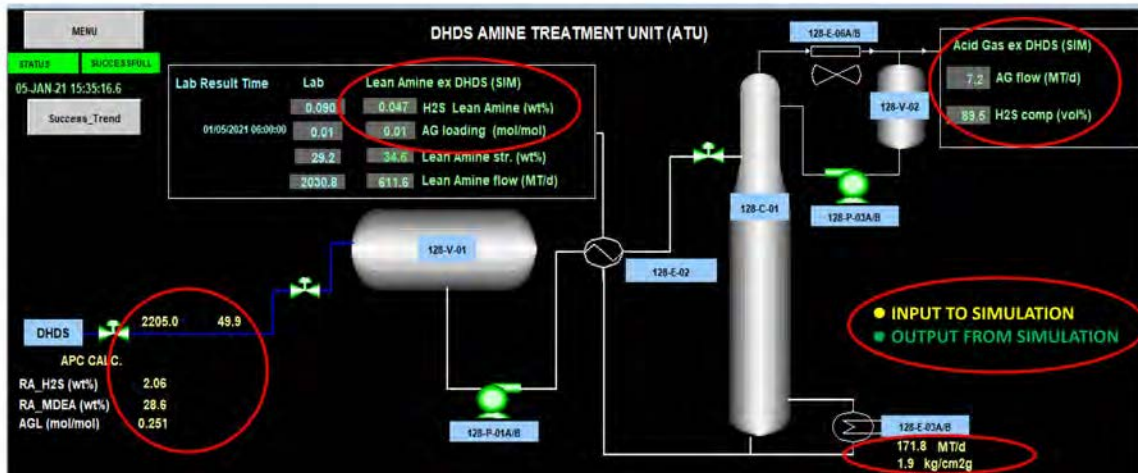 MENU
DHDS AMINE TREATMENT UNIT (ATU)
128-E-06A/B
STATUS SUCCESSFULL
05-JAN-21 15:35:16.6
Success_Trend
Lab Result Time Lab Lean Amine ex DHDS (SIM)
0.090 0.047 H2S Lean Amine (wt%)
01/05/2021 06:00:00 0.01 0.01 AG loading (mol/mol)
29.2 34.6 Lean Amine str. (wt%)
2030.8 611.6 Lean Amine flow (MT/d)
Acid Gas ex DHDS (SIM)
7.2 AG flow (MT/d)
89.5 H2S comp (vol%)
128-V-02
128-C-01
128-P-03A/B
128-V-01
128-E-02
2205.0 49.9
DHDS
APC CALC.
RA_H2S (wt%) 2.06
RA_MDEA (wt%) 28.6
AGL (mol/mol) 0.251
128-P-01A/B
INPUT TO SIMULATION
OUTPUT FROM SIMULATION
128-E-03A/B
171.8 MT/d
1.9 kg/cm2g